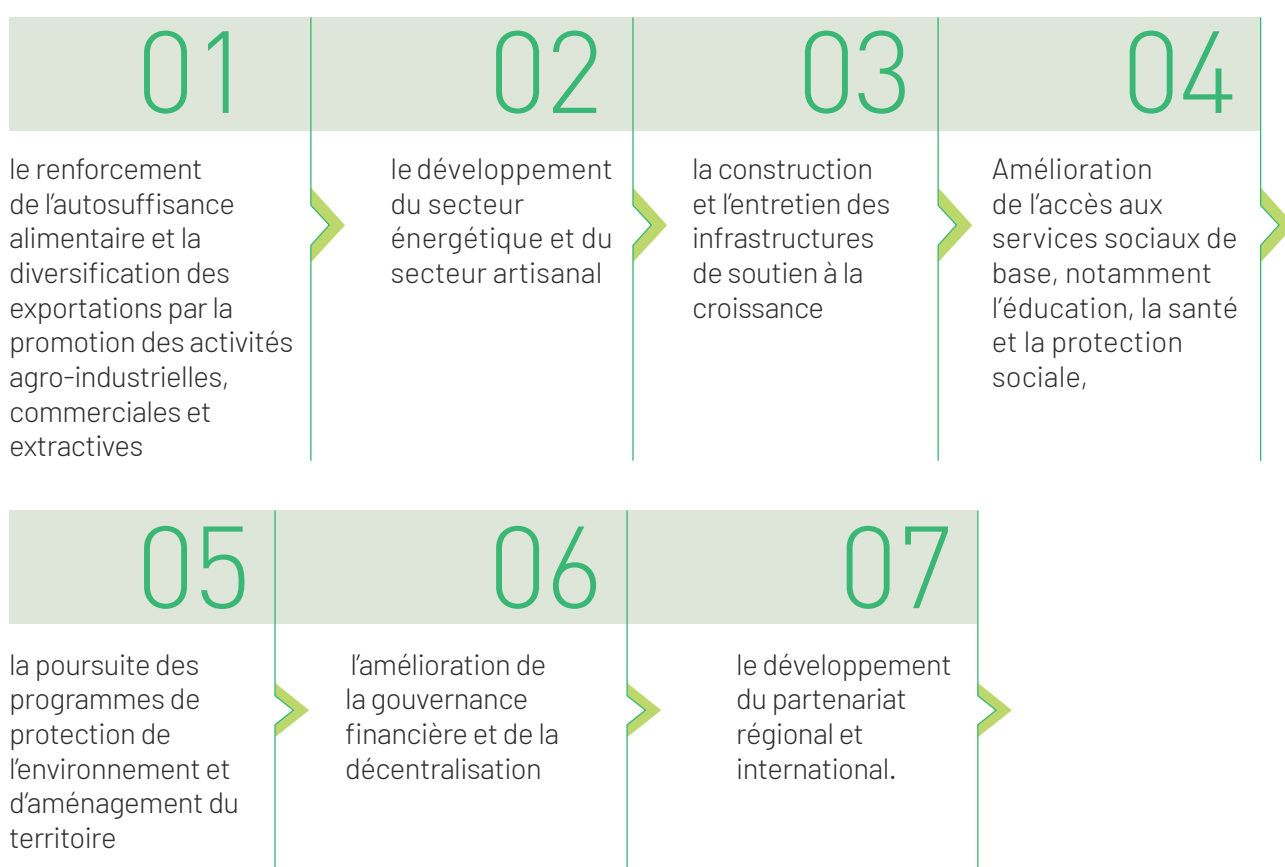 01
le renforcement
de l’autosuffisance
alimentaire et la
diversification des
exportations par la
promotion des activités
agro-industrielles,
commerciales et
extractives
02
le développement
du secteur
énergétique et du
secteur artisanal
03
la construction
et l’entretien des
infrastructures
de soutien à la
croissance
04
Amélioration
de l’accès aux
services sociaux de
base, notamment
l’éducation, la santé
et la protection
sociale,
05
la poursuite des
programmes de
protection de
l’environnement et
d’aménagement du
territoire
06
l’amélioration de
la gouvernance
financière et de la
décentralisation
07
le développement
du partenariat
régional et
international.